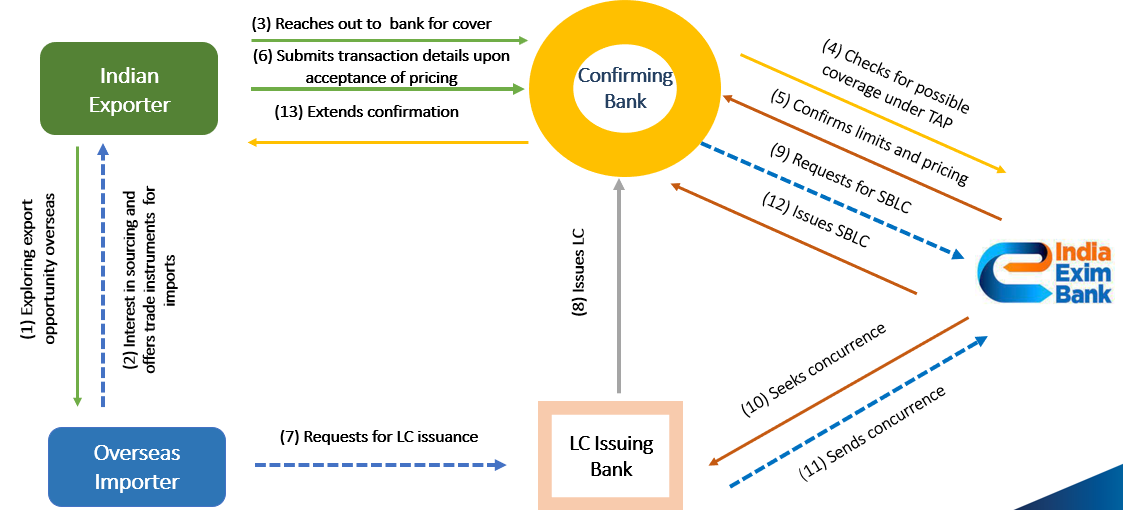 (3) Reaches out to  bank for cover
(6) Submits transaction details upon
acceptance of pricing
(13) Extends confirmation
Indian
Exporter
Confirming
Bank
(4) Checks for possible
coverage under TAP
(5) Confirms limits and pricing
(9) Requests for SBLC
(12) Issues SBLC
(1) Exploring export
opportunity overseas
(2) Interest in sourcing and
offers trade instruments  for
imports
(8) Issues LC
India
Exim
Bank
(10) Seeks concurrence
(11) Sends concurrence
Overseas
Importer
(7) Requests for LC issuance
LC Issuing
Bank